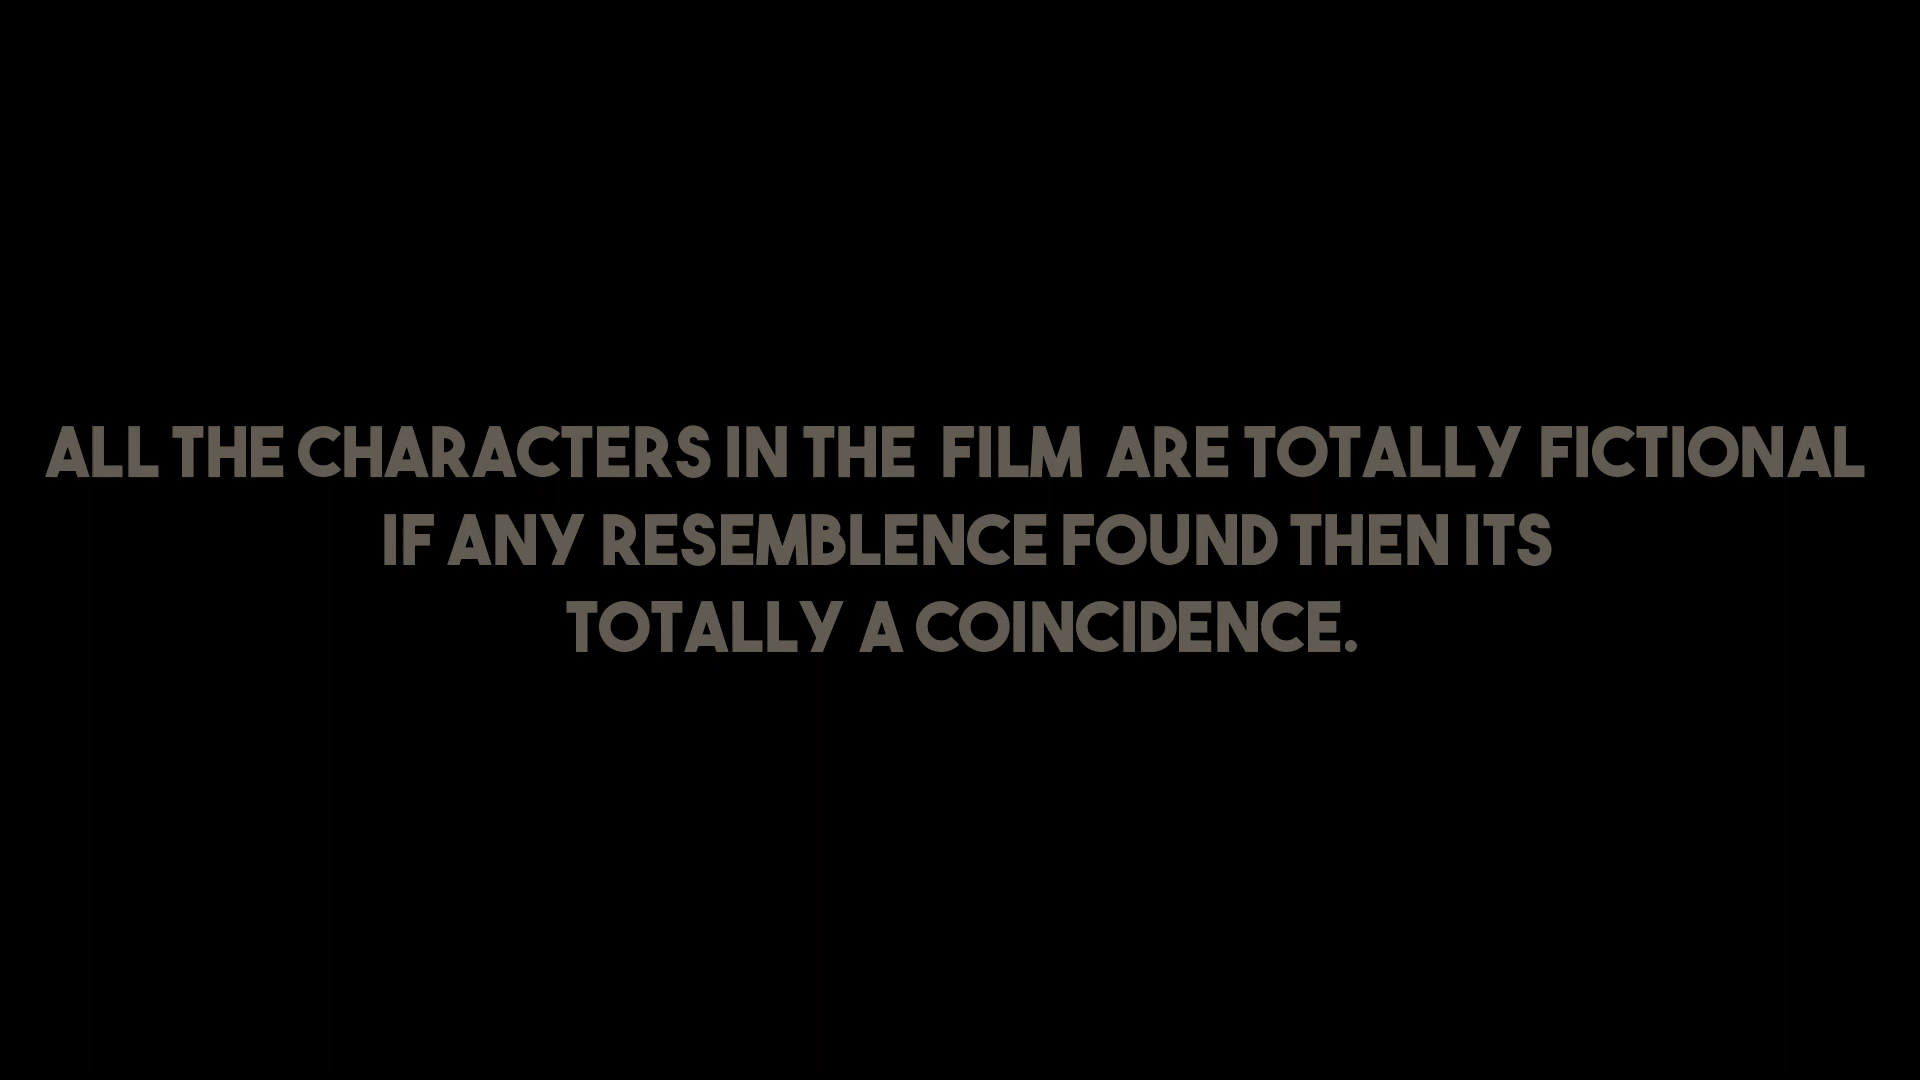 ALL THE CHARACTERS IN THE FILM ARE TOTALLY FICTIONAL
IF ANY RESEMBLENCE FOUND THEN ITS
TOTALLY A COINCIDENCE.